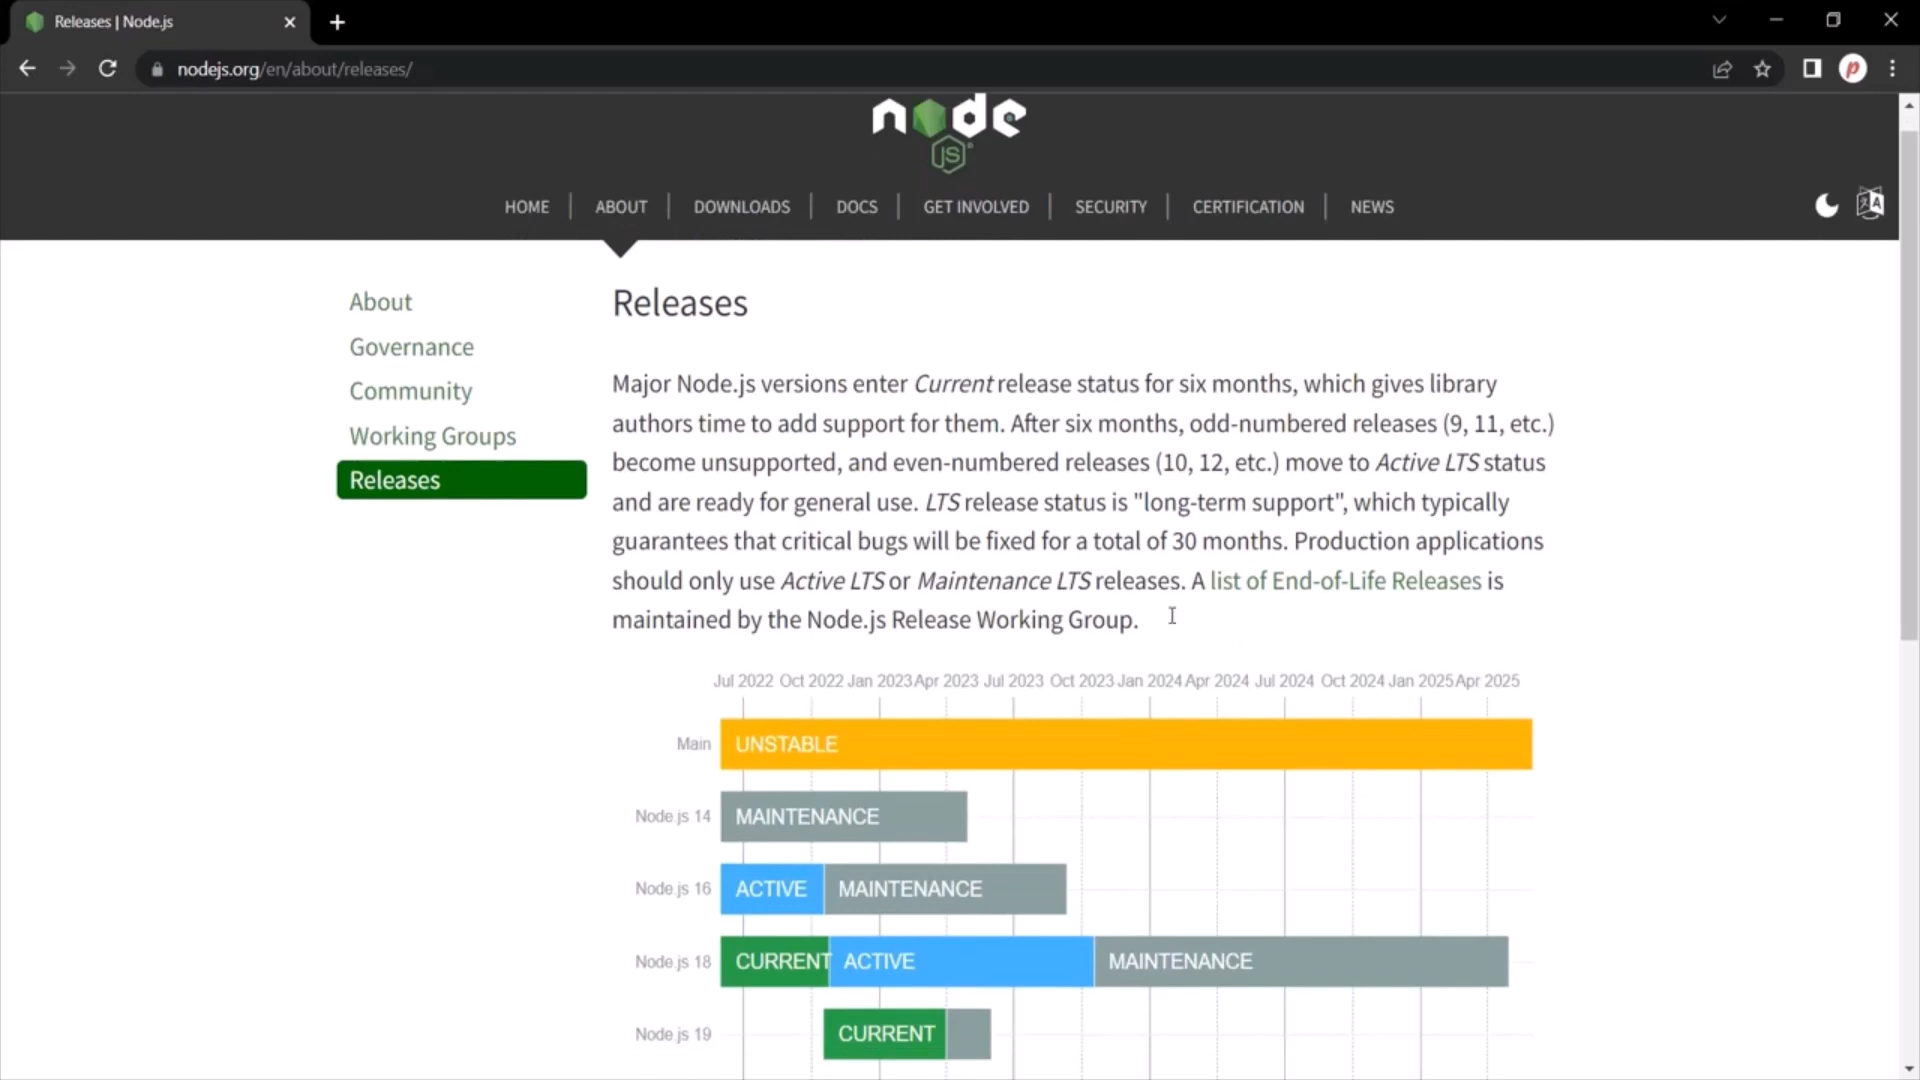 Releases | Node.js
nodejs.org/en/about/releases/
node
JS
HOME ABOUT DOWNLOADS DOCS GET INVOLVED SECURITY CERTIFICATION NEWS
About
Governance
Community
Working Groups
Releases
Releases
Major Node.js versions enter Current release status for six months, which gives library
authors time to add support for them. After six months, odd-numbered releases (9, 11, etc.)
become unsupported, and even-numbered releases (10, 12, etc.) move to Active LTS status
and are ready for general use. LTS release status is "long-term support", which typically
guarantees that critical bugs will be fixed for a total of 30 months. Production applications
should only use Active LTS or Maintenance LTS releases. A list of End-of-Life Releases is
maintained by the Node.js Release Working Group.
Jul 2022 Oct 2022 Jan 2023 Apr 2023 Jul 2023 Oct 2023 Jan 2024 Apr 2024 Jul 2024 Oct 2024 Jan 2025 Apr 2025
Main UNSTABLE
Node.js 14 MAINTENANCE
Node.js 16 ACTIVE MAINTENANCE
Node.js 18 CURRENT ACTIVE MAINTENANCE
Node.js 19 CURRENT